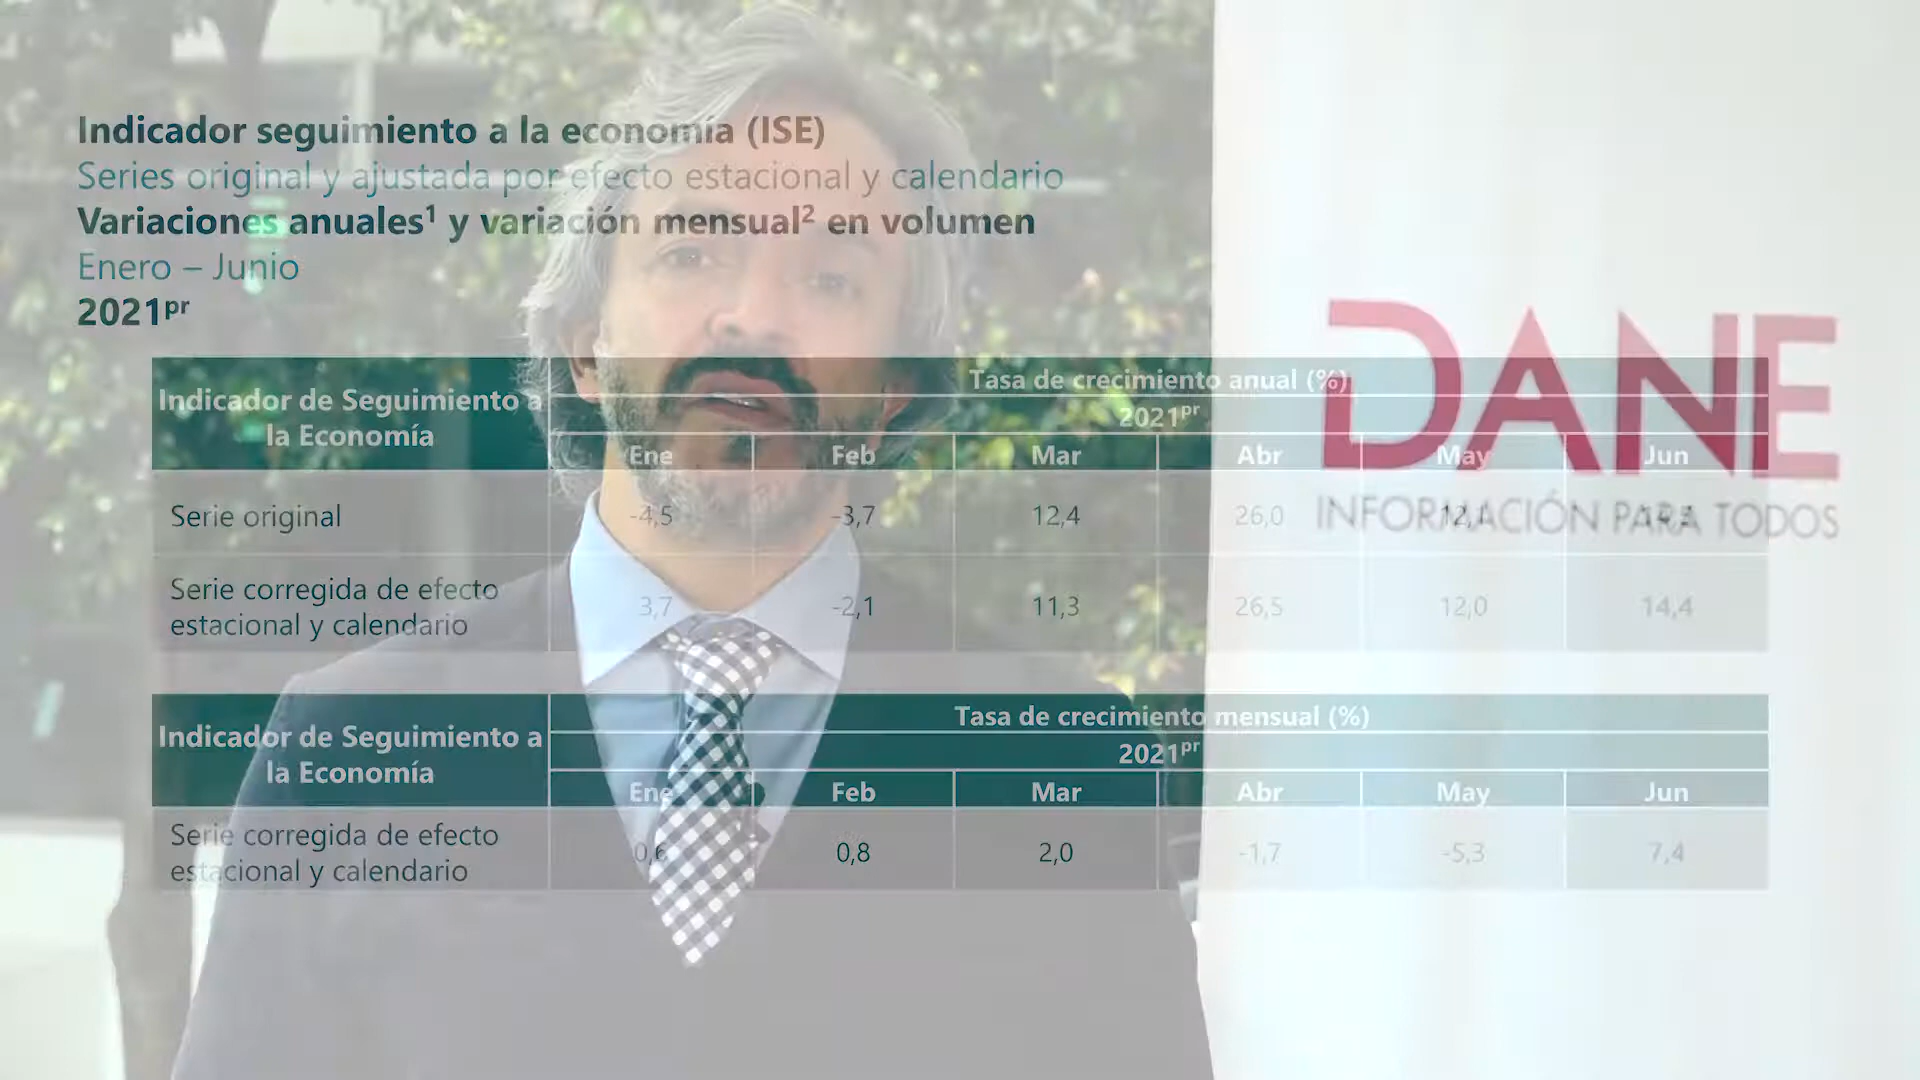 Indicador seguimiento a la economía (ISE)
Series original y ajustada por efecto estacional y calendario
Variaciones anuales¹ y variación mensual² en volumen
Enero – Junio
2021pr
DANE
INFORMACIÓN PARA TODOS
Indicador de Seguimiento a la Economía
Tasa de crecimiento anual (%)
2021pr
Ene Feb Mar Abr May Jun
Serie original -4,5 -3,7 12,4 26,0 12,1
Serie corregida de efecto estacional y calendario 3,7 -2,1 11,3 26,5 12,0 14,4
Indicador de Seguimiento a la Economía
Tasa de crecimiento mensual (%)
2021pr
Ene Feb Mar Abr May Jun
Serie corregida de efecto estacional y calendario 0,6 0,8 2,0 -1,7 -5,3 7,4